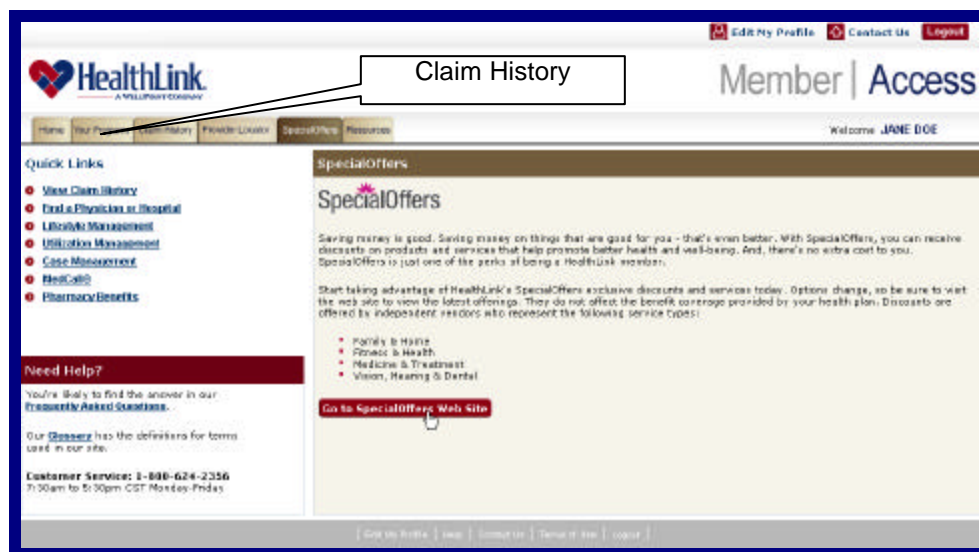 Edit My Profile Contact Us Logout
HealthLink
A WELLPOINT COMPANY
Claim History
Member | Access
Home Your Claim History Provider Locator SpecialOffers Resources
Welcome JANE DOE
Quick Links
View Claim History
Find a Physician or Hospital
Lifestyle Management
Utilization Management
Case Management
MedCall®
Pharmacy Benefits
Need Help?
You're likely to find the answer in our
Frequently Asked Questions.
Our Glossary has the definitions for terms
used in our site.
Customer Service: 1-800-624-2356
7:30am to 5:30pm CST Monday-Friday
SpecialOffers
SpecialOffers
Saving money is good. Saving money on things that are good for you - that's even better. With SpecialOffers, you can receive
discounts on products and services that help promote better health and well-being. And, there's no extra cost to you.
SpecialOffers is just one of the perks of being a HealthLink member.
Start taking advantage of HealthLink's SpecialOffers exclusive discounts and services today. Options change, so be sure to visit
the web site to view the latest offerings. They do not affect the benefit coverage provided by your health plan. Discounts are
offered by independent vendors who represent the following service types:
Family & Home
Fitness & Health
Medicine & Treatment
Vision, Hearing & Dental
Go to SpecialOffers Web Site
[ Edit My Profile | Help | Contact Us | Terms of Use | Logout ]